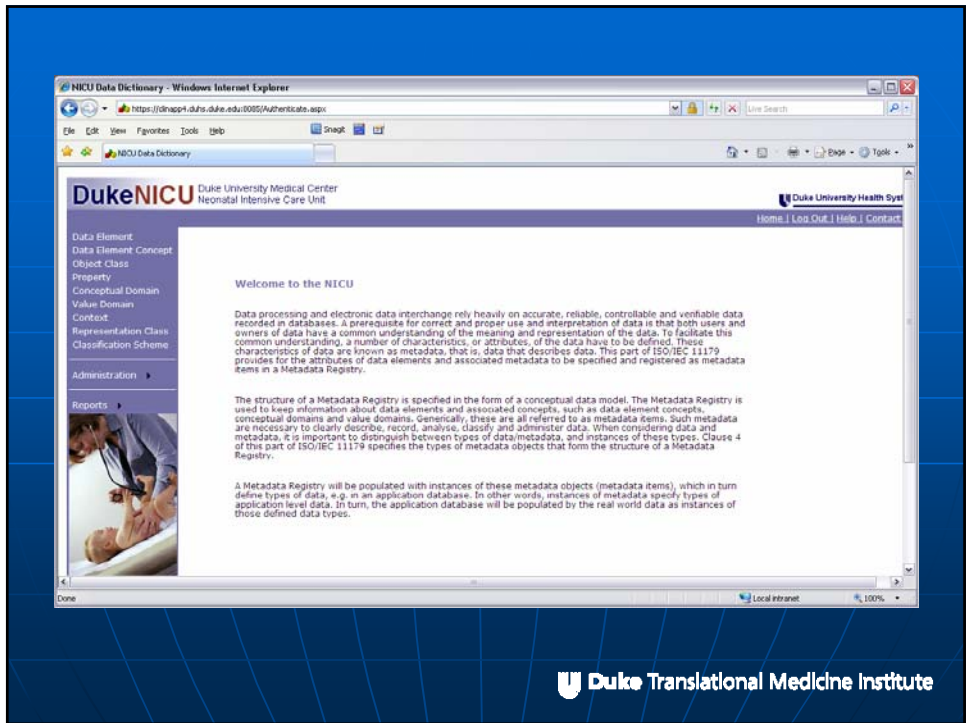 NICU Data Dictionary - Windows Internet Explorer
https://dinapp4.duhs.duke.edu:8085/Authenticate.aspx
Live Search
File Edit View Favorites Tools Help
SnagIt
NICU Data Dictionary
Page Tools
DukeNICU
Duke University Medical Center
Neonatal Intensive Care Unit
Duke University Health Syst
Home | Log Out | Help | Contact
Data Element
Data Element Concept
Object Class
Property
Conceptual Domain
Value Domain
Context
Representation Class
Classification Scheme
Administration
Reports
Welcome to the NICU
Data processing and electronic data interchange rely heavily on accurate, reliable, controllable and verifiable data
recorded in databases. A prerequisite for correct and proper use and interpretation of data is that both users and
owners of data have a common understanding of the meaning and representation of the data. To facilitate this
common understanding, a number of characteristics, or attributes, of the data have to be defined. These
characteristics of data are known as metadata, that is, data that describes data. This part of ISO/IEC 11179
provides for the attributes of data elements and associated metadata to be specified and registered as metadata
items in a Metadata Registry.
The structure of a Metadata Registry is specified in the form of a conceptual data model. The Metadata Registry is
used to keep information about data elements and associated concepts, such as data element concepts,
conceptual domains and value domains. Generically, these are all referred to as metadata items. Such metadata
are necessary to clearly describe, record, analyse, classify and administer data. When considering data and
metadata, it is important to distinguish between types of data/metadata, and instances of these types. Clause 4
of this part of ISO/IEC 11179 specifies the types of metadata objects that form the structure of a Metadata
Registry.
A Metadata Registry will be populated with instances of these metadata objects (metadata items), which in turn
define types of data, e.g. in an application database. In other words, instances of metadata specify types of
application level data. In turn, the application database will be populated by the real world data as instances of
those defined data types.
Done
Local intranet
100%
Duke Translational Medicine Institute